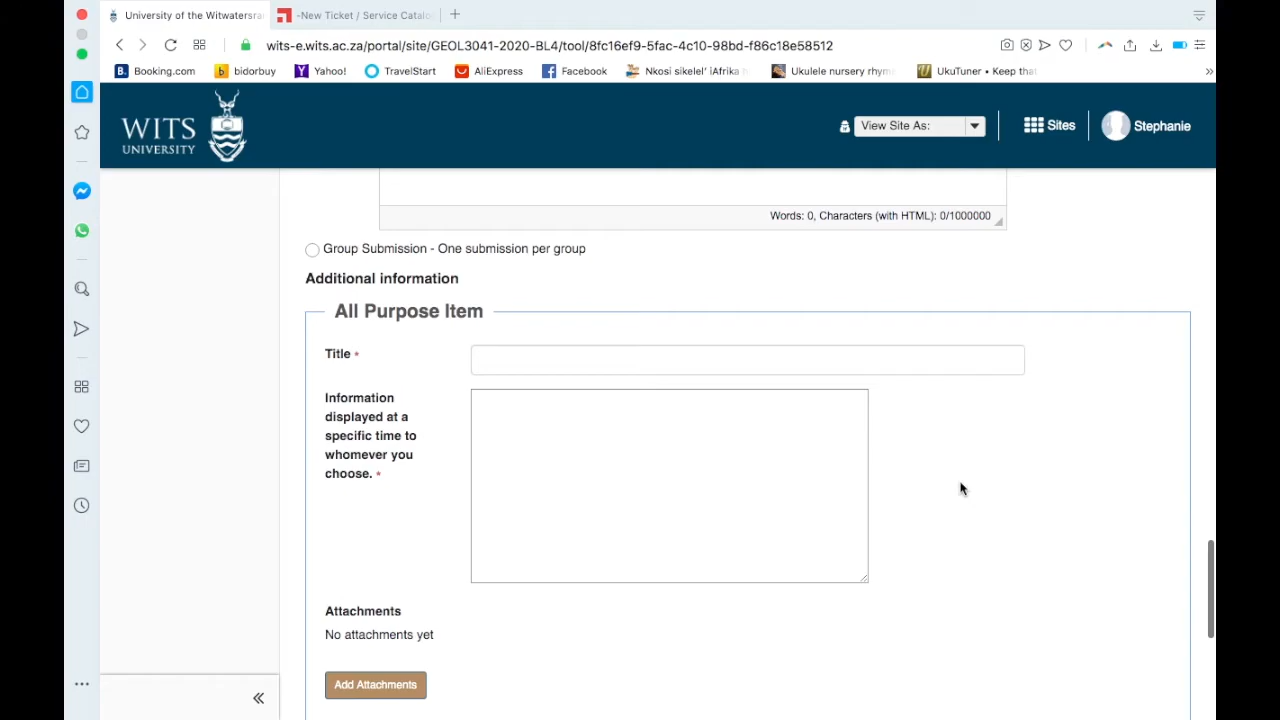 University of the Witwatersran
-New Ticket / Service Catalo
wits-e.wits.ac.za/portal/site/GEOL3041-2020-BL4/tool/8fc16ef9-5fac-4c10-98bd-f86c18e58512
Booking.com
bidorbuy
Yahoo!
TravelStart
AliExpress
Facebook
Nkosi sikelel' iAfrika
Ukulele nursery rhym
UkuTuner • Keep that
WITS
UNIVERSITY
View Site As:
Sites
Stephanie
Words: 0, Characters (with HTML): 0/1000000
Group Submission - One submission per group
Additional information
All Purpose Item
Title *
Information
displayed at a
specific time to
whomever you
choose. *
Attachments
No attachments yet
Add Attachments